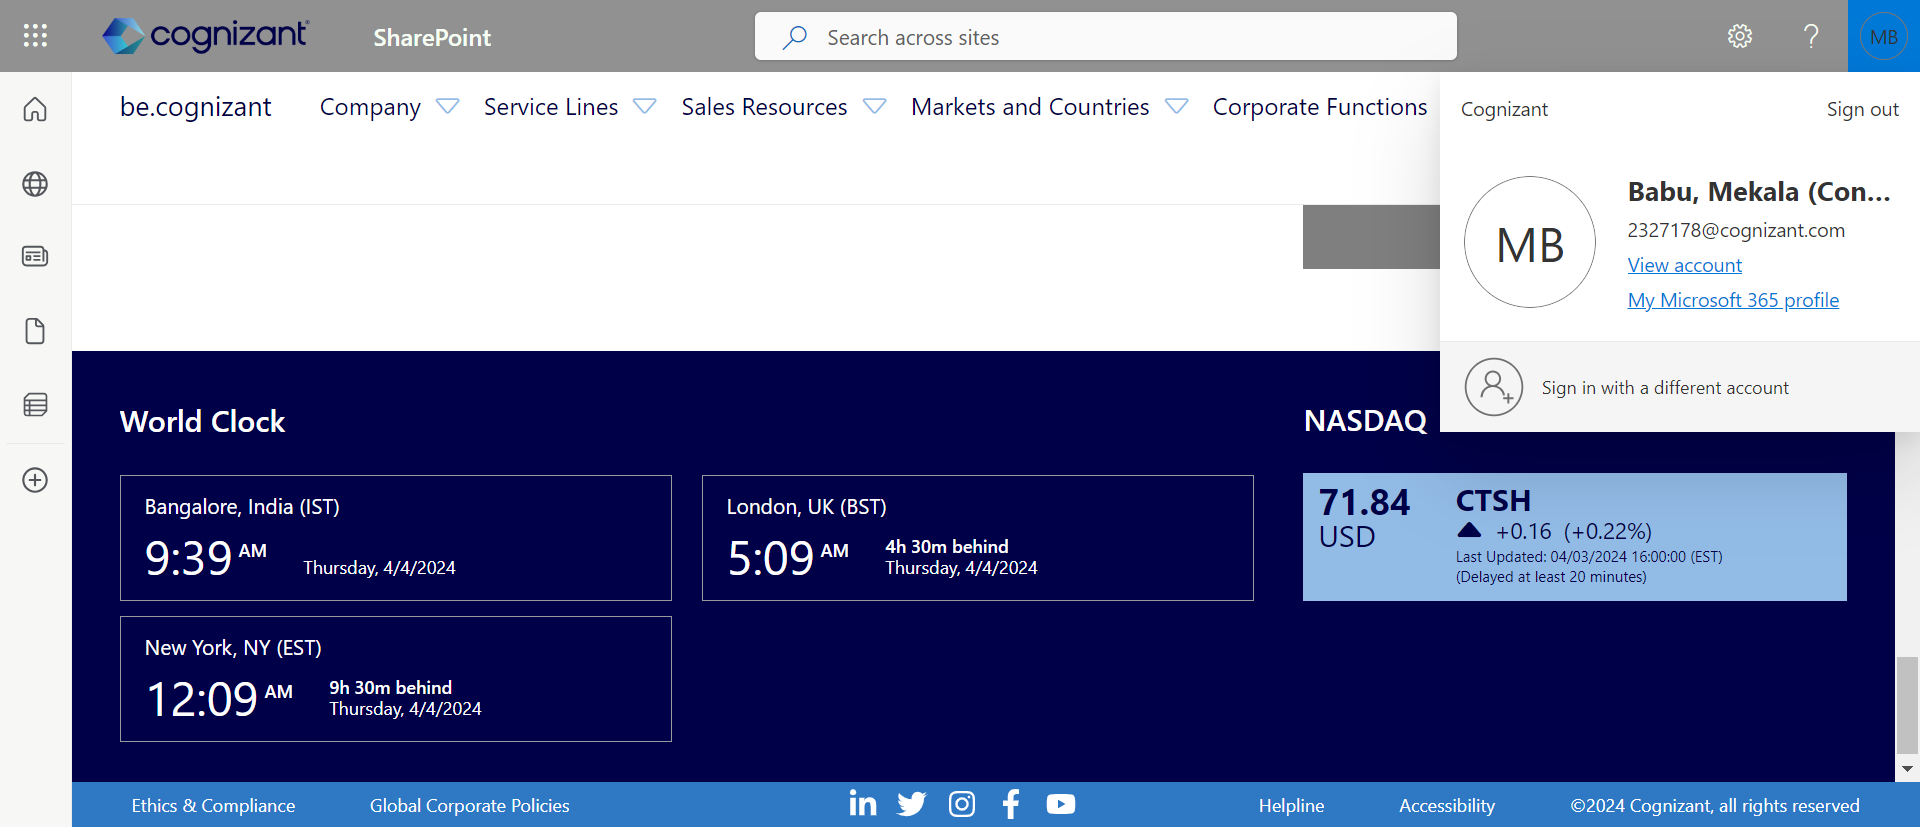 cognizant
SharePoint
Search across sites
?
MB
be.cognizant
Company
Service Lines
Sales Resources
Markets and Countries
Corporate Functions
Cognizant
Sign out
MB
Babu, Mekala (Con...
2327178@cognizant.com
View account
My Microsoft 365 profile
Sign in with a different account
World Clock
Bangalore, India (IST)
9:39 AM
Thursday, 4/4/2024
London, UK (BST)
5:09 AM
4h 30m behind
Thursday, 4/4/2024
New York, NY (EST)
12:09 AM
9h 30m behind
Thursday, 4/4/2024
NASDAQ
71.84
USD
CTSH
+0.16 (+0.22%)
Last Updated: 04/03/2024 16:00:00 (EST)
(Delayed at least 20 minutes)
Ethics & Compliance
Global Corporate Policies
Helpline
Accessibility
©2024 Cognizant, all rights reserved